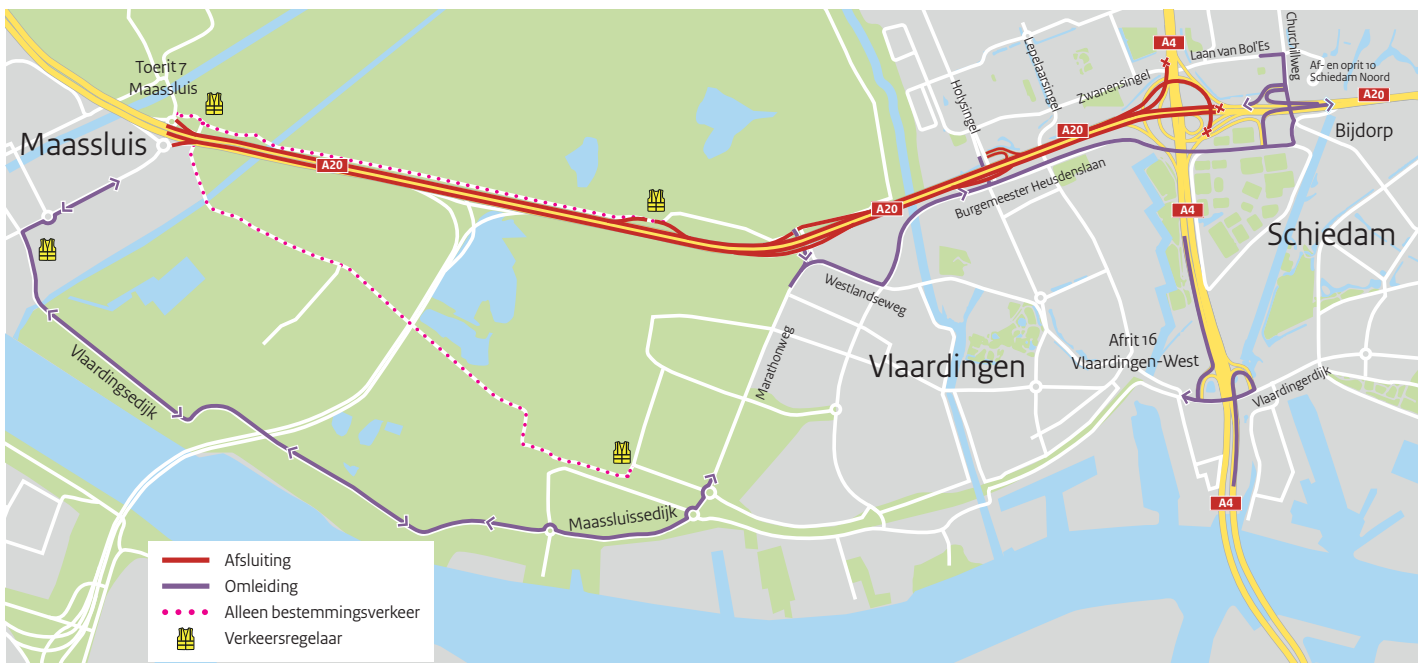 Toerit 7
Maassluis
Maassluis
A20
A20
A20
A20
A4
A4
A4
Holysingel
Lepelaarsingel
Zwanensingel
Laan van Bol'Es
Churchillweg
Af- en oprit 10
Schiedam Noord
Bijdorp
Burgemeester Heusdenslaan
Schiedam
Westlandseweg
Marathonweg
Vlaardingen
Afrit 16
Vlaardingen-West
Vlaardingerdijk
Vlaardingsedijk
Maassluissedijk
Afsluiting
Omleiding
Alleen bestemmingsverkeer
Verkeersregelaar